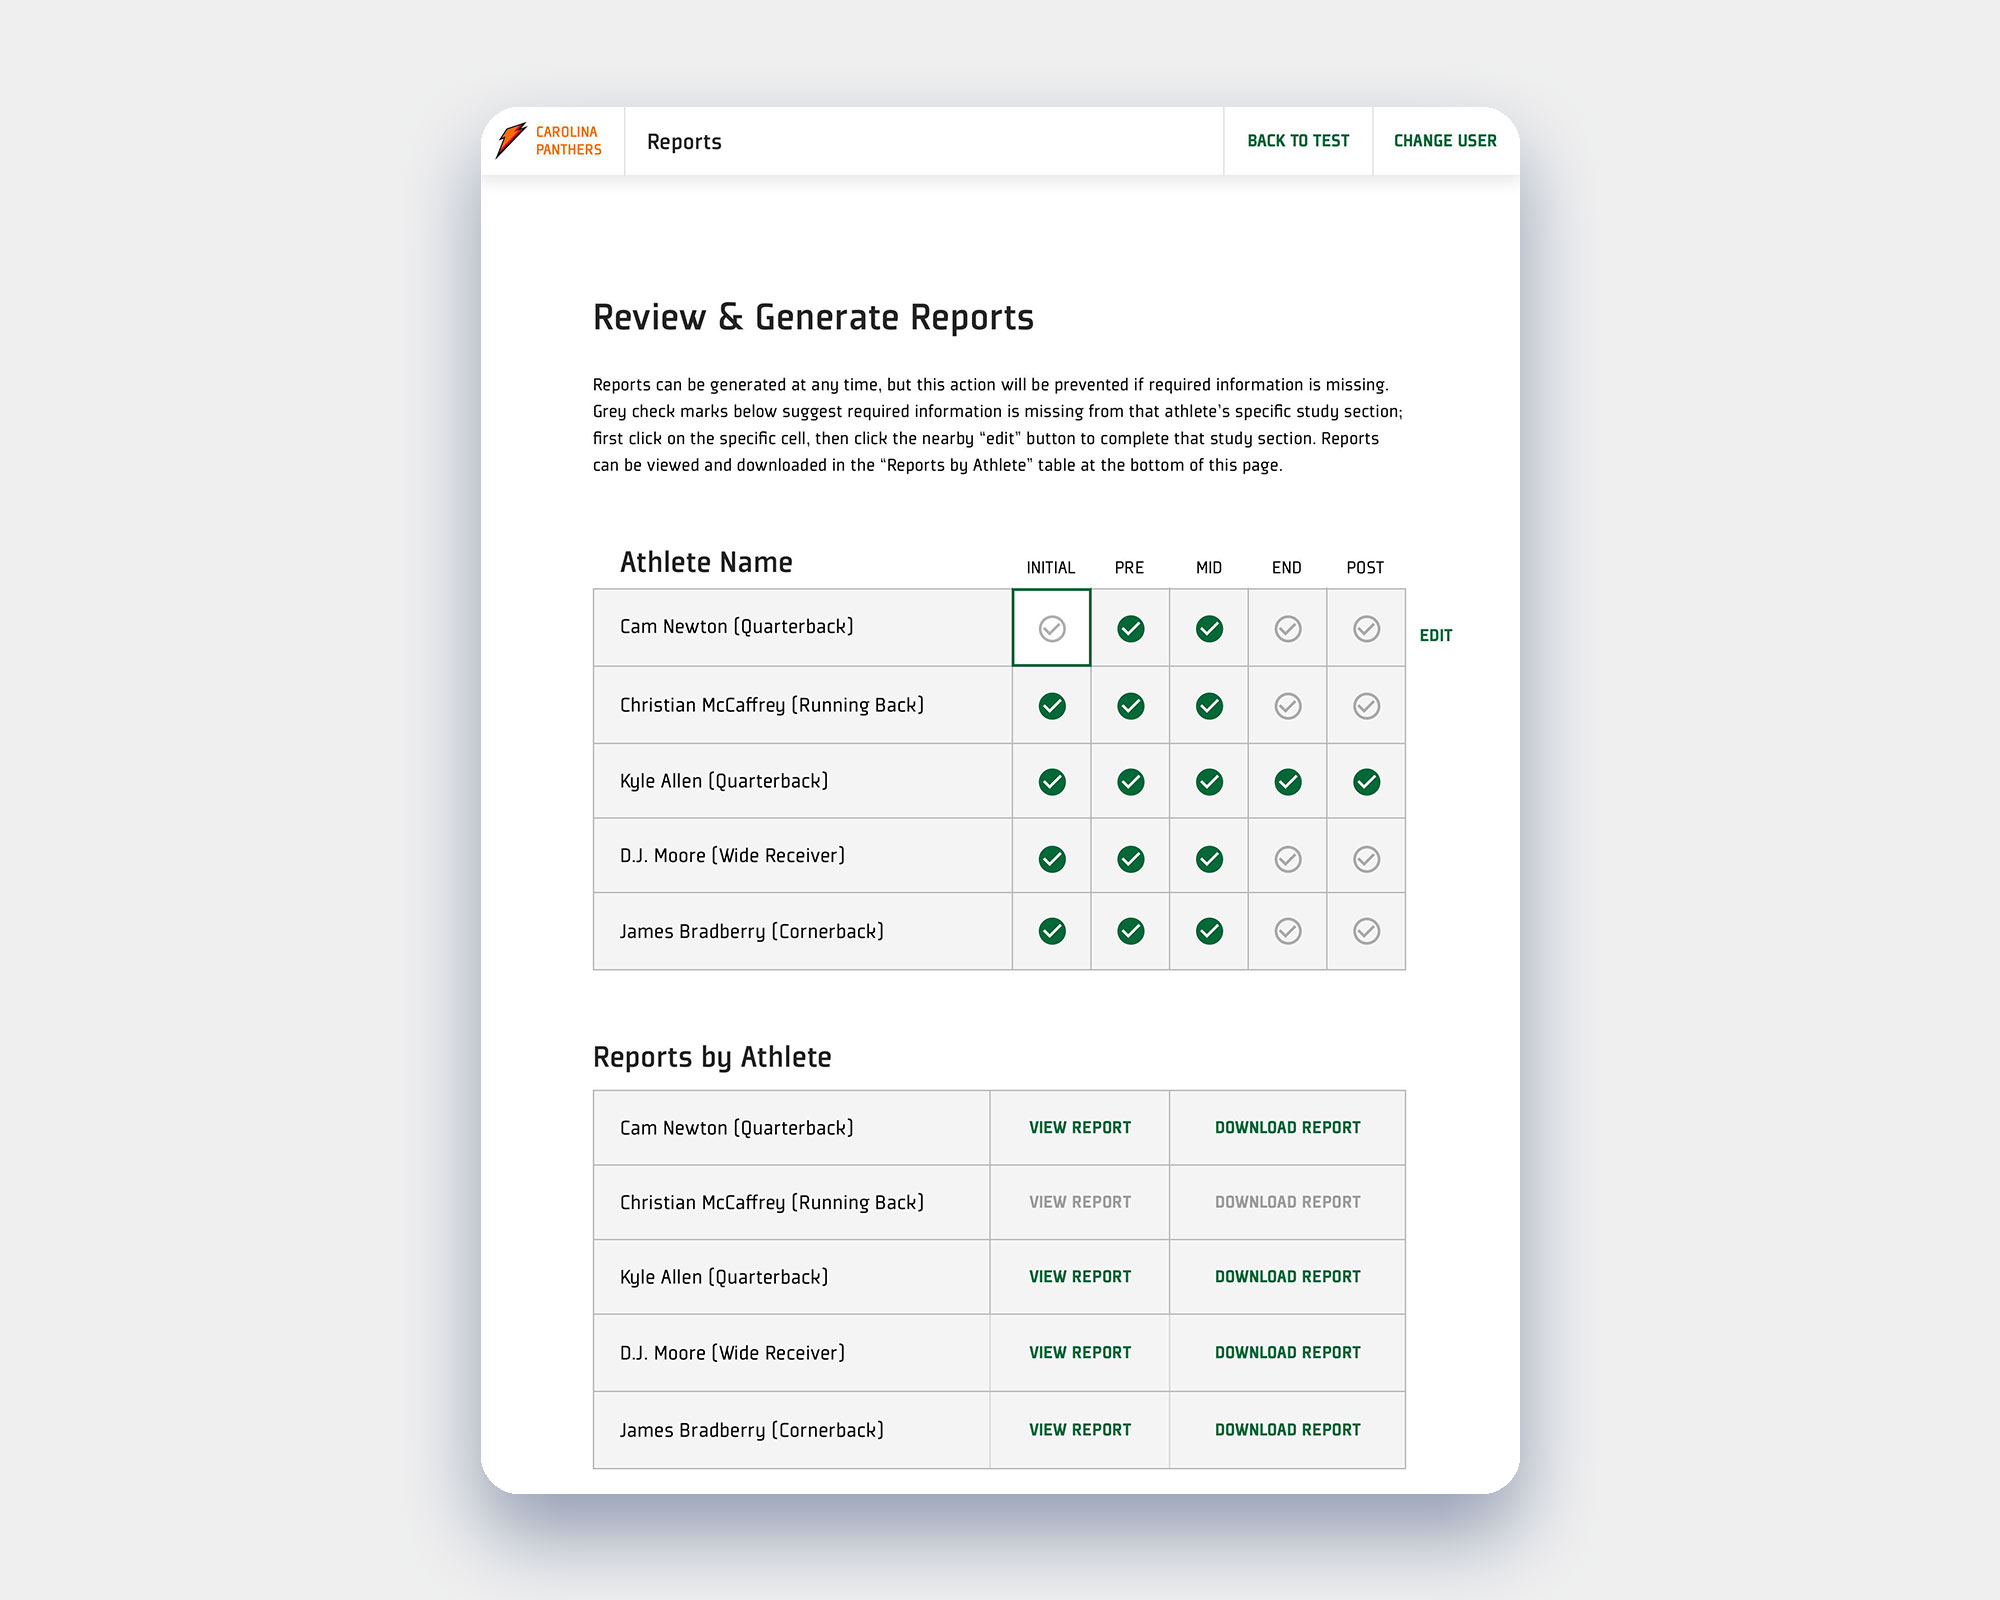 CAROLINA
PANTHERS
Reports
BACK TO TEST
CHANGE USER
Review & Generate Reports
Reports can be generated at any time, but this action will be prevented if required information is missing.
Grey check marks below suggest required information is missing from that athlete’s specific study section;
first click on the specific cell, then click the nearby “edit” button to complete that study section. Reports
can be viewed and downloaded in the “Reports by Athlete” table at the bottom of this page.
Athlete Name INITIAL PRE MID END POST
Cam Newton (Quarterback) EDIT
Christian McCaffrey (Running Back)
Kyle Allen (Quarterback)
D.J. Moore (Wide Receiver)
James Bradberry (Cornerback)
Reports by Athlete
Cam Newton (Quarterback) VIEW REPORT DOWNLOAD REPORT
Christian McCaffrey (Running Back) VIEW REPORT DOWNLOAD REPORT
Kyle Allen (Quarterback) VIEW REPORT DOWNLOAD REPORT
D.J. Moore (Wide Receiver) VIEW REPORT DOWNLOAD REPORT
James Bradberry (Cornerback) VIEW REPORT DOWNLOAD REPORT